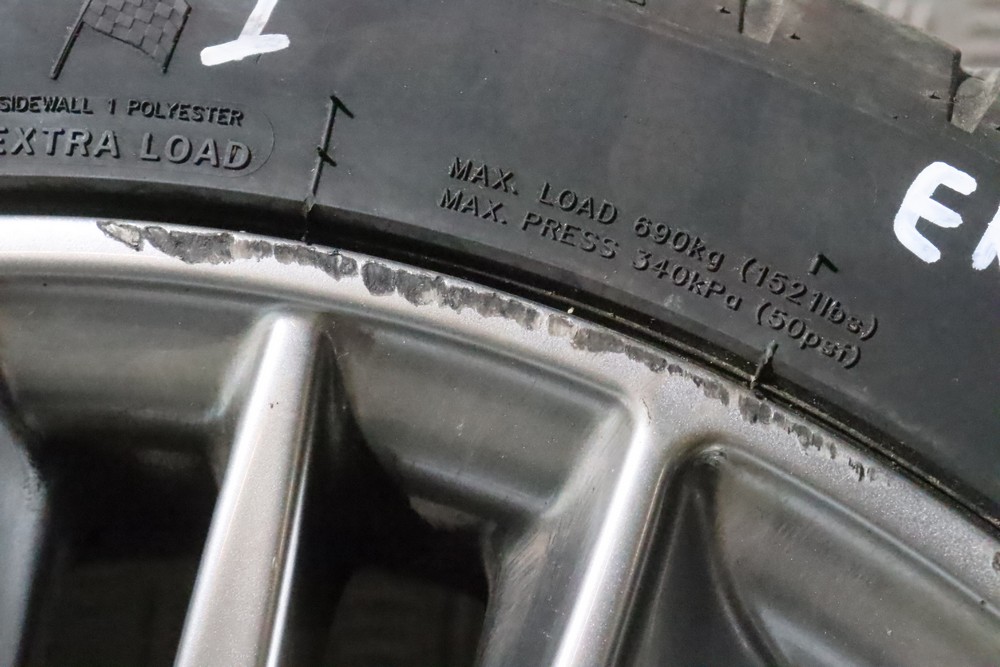 SIDEWALL 1 POLYESTER
EXTRA LOAD
MAX. LOAD 690kg (1521lbs)
MAX. PRESS 340kPa (50psi)